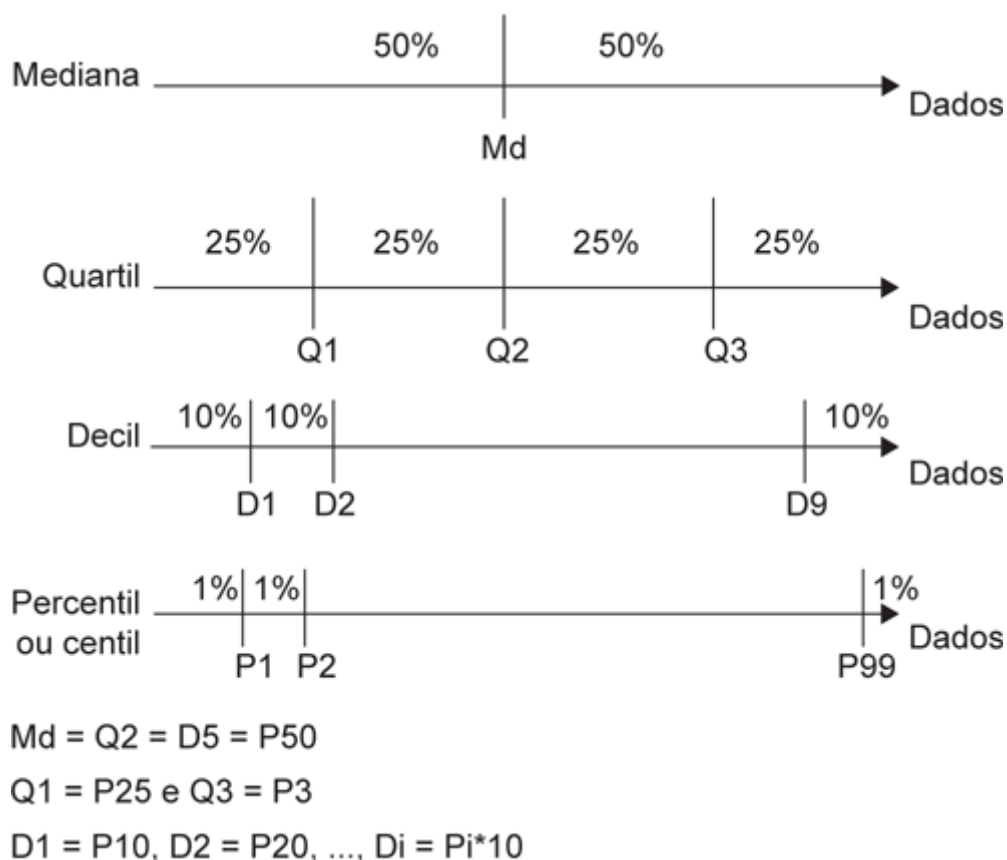 50% 50%
Mediana
Dados
Md
25% 25% 25% 25%
Quartil
Dados
Q1 Q2 Q3
10% 10% 10%
Decil
Dados
D1 D2 D9
1% 1% 1%
Percentil
ou centil
Dados
P1 P2 P99
Md = Q2 = D5 = P50
Q1 = P25 e Q3 = P3
D1 = P10, D2 = P20, ..., Di = Pi*10